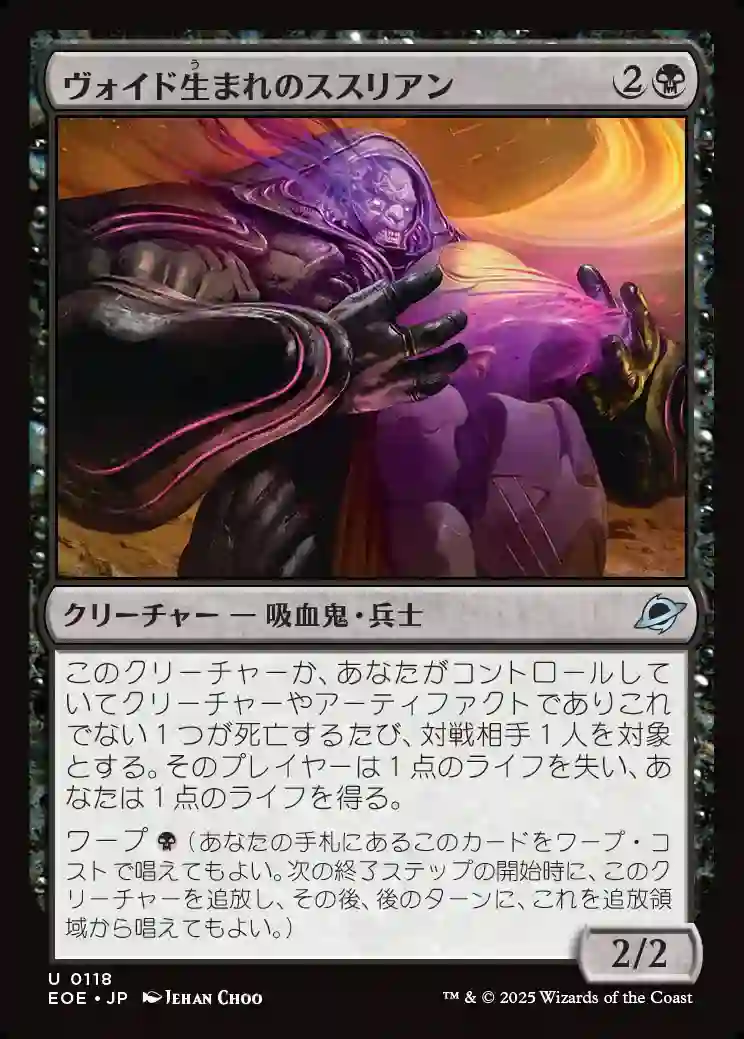 ヴォイド生まれのススリアン 2
う
クリーチャー — 吸血鬼・兵士
このクリーチャーか、あなたがコントロールして
いてクリーチャーやアーティファクトでありこれ
でない1つが死亡するたび、対戦相手1人を対象
とする。そのプレイヤーは1点のライフを失い、あ
なたは1点のライフを得る。
ワープ(あなたの手札にあるこのカードをワープ・コ
ストで唱えてもよい。次の終了ステップの開始時に、このク
リーチャーを追放し、その後、後のターンに、これを追放領
域から唱えてもよい。)
2/2
U 0118
EOE • JP JEHAN CHOO
™ & © 2025 Wizards of the Coast